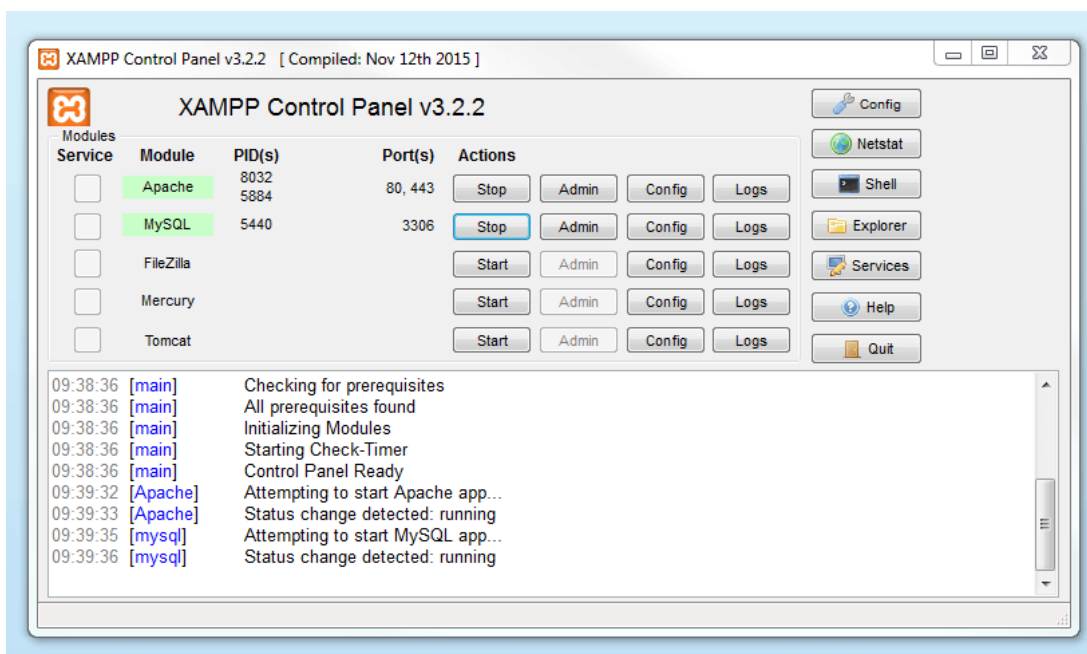 XAMPP Control Panel v3.2.2 [ Compiled: Nov 12th 2015 ]
XAMPP Control Panel v3.2.2
Config
Modules
Service Module PID(s) Port(s) Actions
Netstat
Apache 8032 5884 80, 443 Stop Admin Config Logs
Shell
MySQL 5440 3306 Stop Admin Config Logs
Explorer
FileZilla Start Admin Config Logs
Services
Mercury Start Admin Config Logs
Help
Tomcat Start Admin Config Logs
Quit
09:38:36 [main] Checking for prerequisites
09:38:36 [main] All prerequisites found
09:38:36 [main] Initializing Modules
09:38:36 [main] Starting Check-Timer
09:38:36 [main] Control Panel Ready
09:39:32 [Apache] Attempting to start Apache app...
09:39:33 [Apache] Status change detected: running
09:39:35 [mysql] Attempting to start MySQL app...
09:39:36 [mysql] Status change detected: running